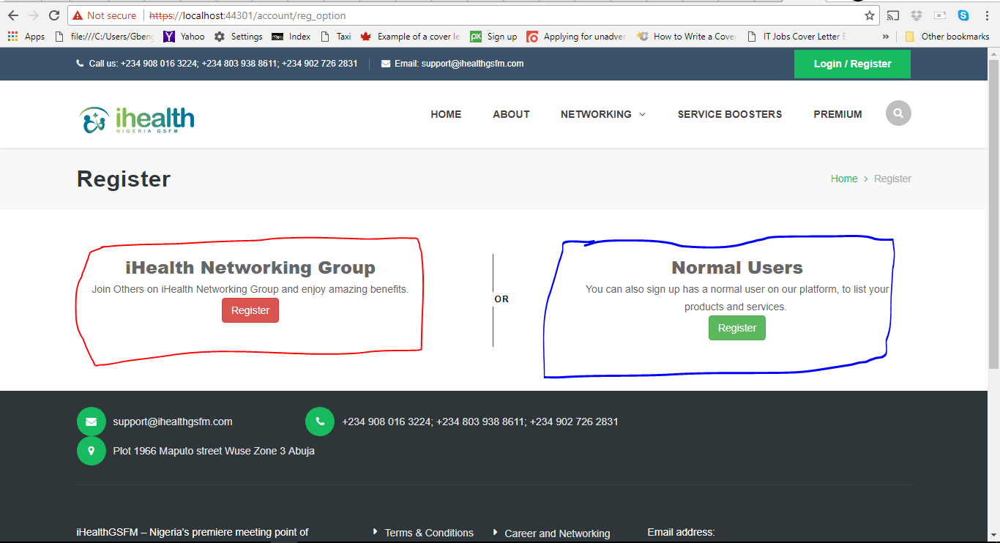 Not secure https://localhost:44301/account/reg_option
Apps file:///C:/Users/Gben Yahoo Settings Index Taxi Example of a cover le Sign up Applying for unadver How to Write a Cove IT Jobs Cover Letter E » Other bookmarks
Call us: +234 908 016 3224; +234 803 938 8611; +234 902 726 2831 Email: support@ihealthgsfm.com Login / Register
ihealth
NIGERIA GSFM
HOME ABOUT NETWORKING SERVICE BOOSTERS PREMIUM
Register
Home > Register
iHealth Networking Group
Join Others on iHealth Networking Group and enjoy amazing benefits.
Register
OR
Normal Users
You can also sign up has a normal user on our platform, to list your
products and services.
Register
support@ihealthgsfm.com +234 908 016 3224; +234 803 938 8611; +234 902 726 2831
Plot 1966 Maputo street Wuse Zone 3 Abuja
iHealthGSFM – Nigeria's premiere meeting point of
Terms & Conditions Career and Networking
Email address: